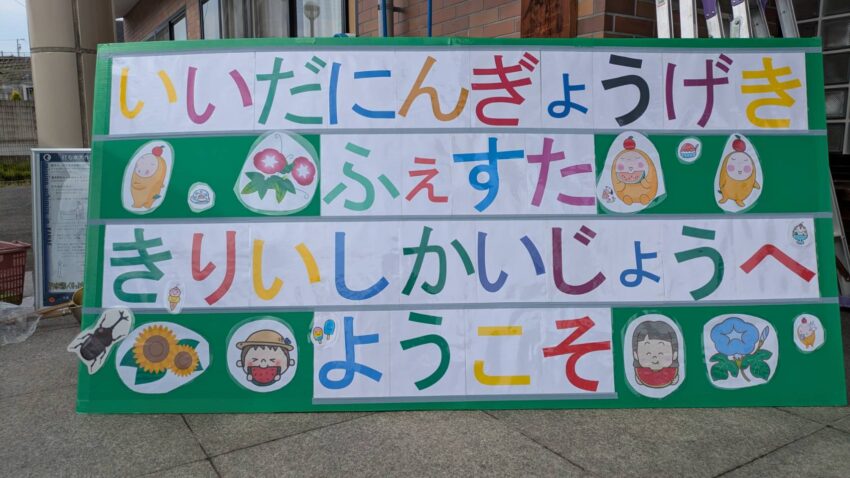 いいだにんぎょうげき
ふぇすた
きりいしかいじょうへ
ようこそ